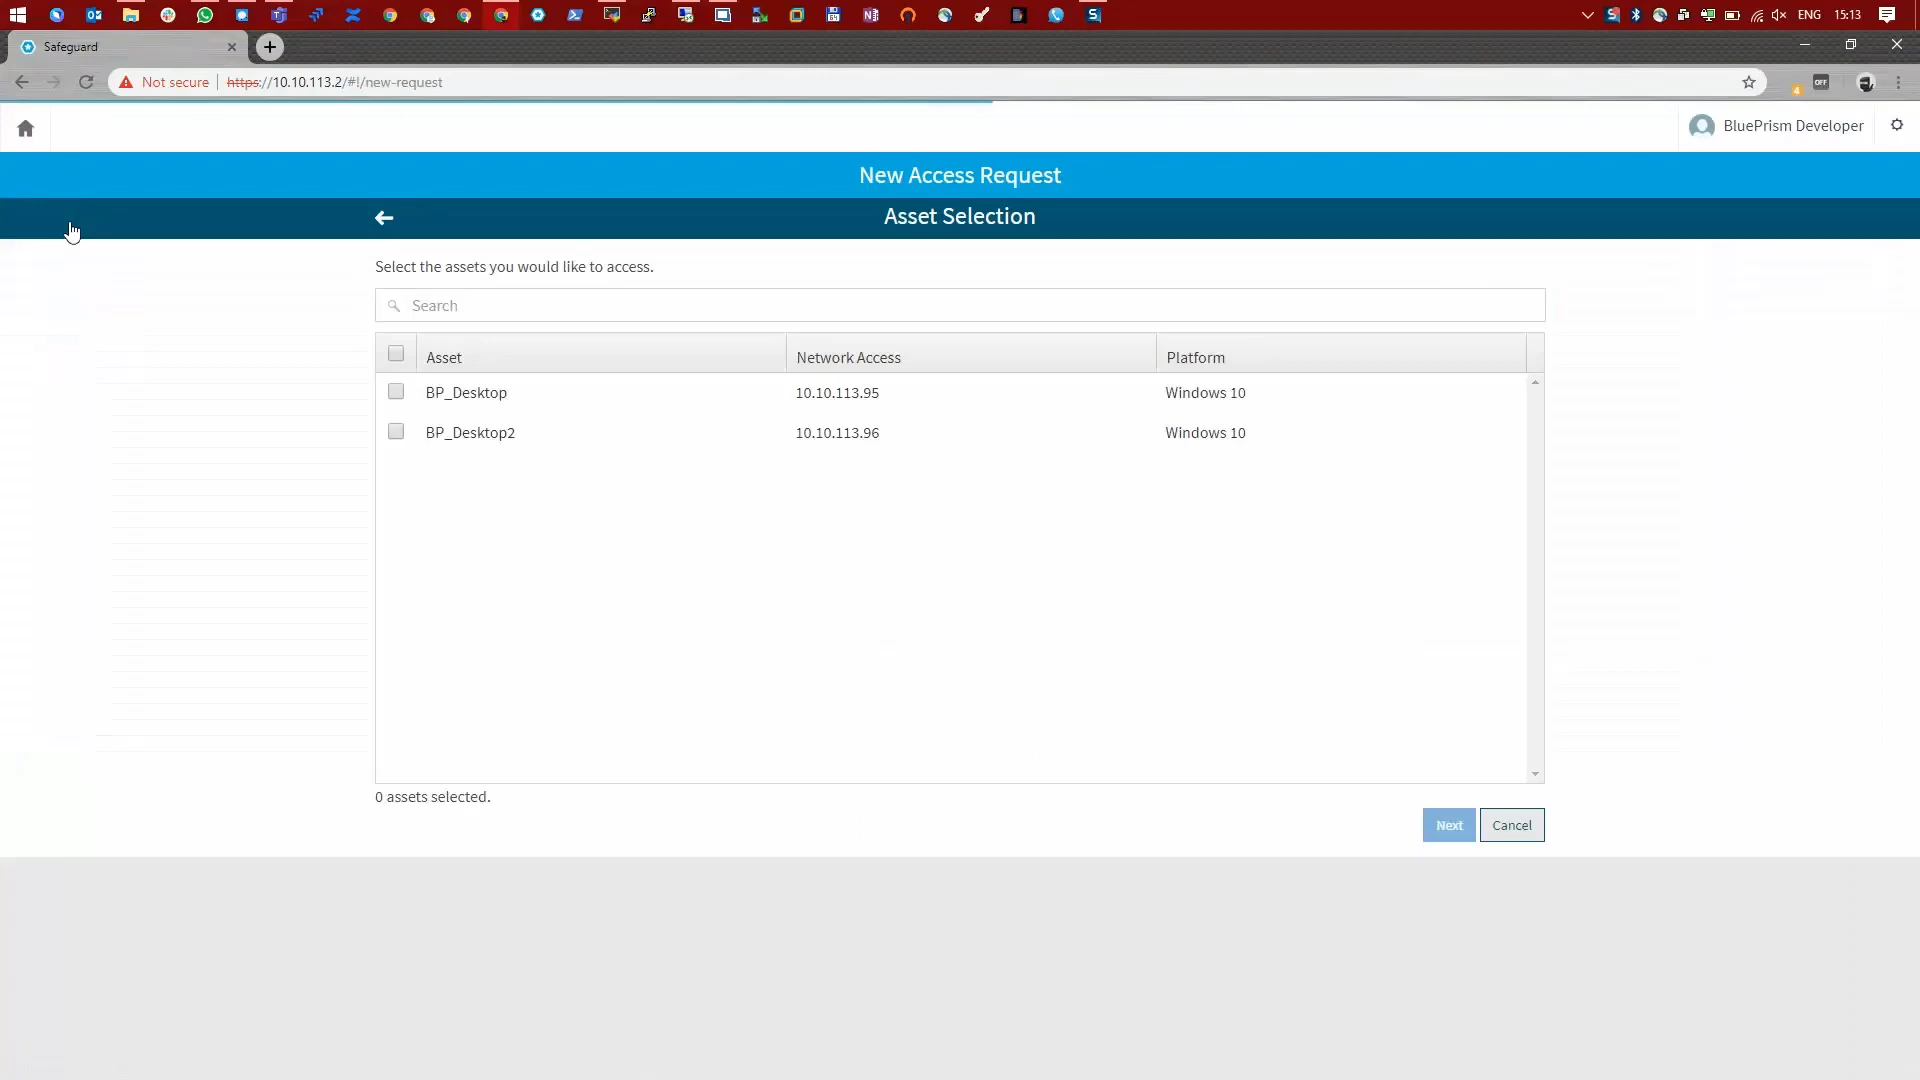 ENG 15:13
Safeguard
Not secure | https://10.10.113.2/#!/new-request
OFF
4
BluePrism Developer
New Access Request
Asset Selection
Select the assets you would like to access.
Search
Asset Network Access Platform
BP_Desktop 10.10.113.95 Windows 10
BP_Desktop2 10.10.113.96 Windows 10
0 assets selected.
Next Cancel